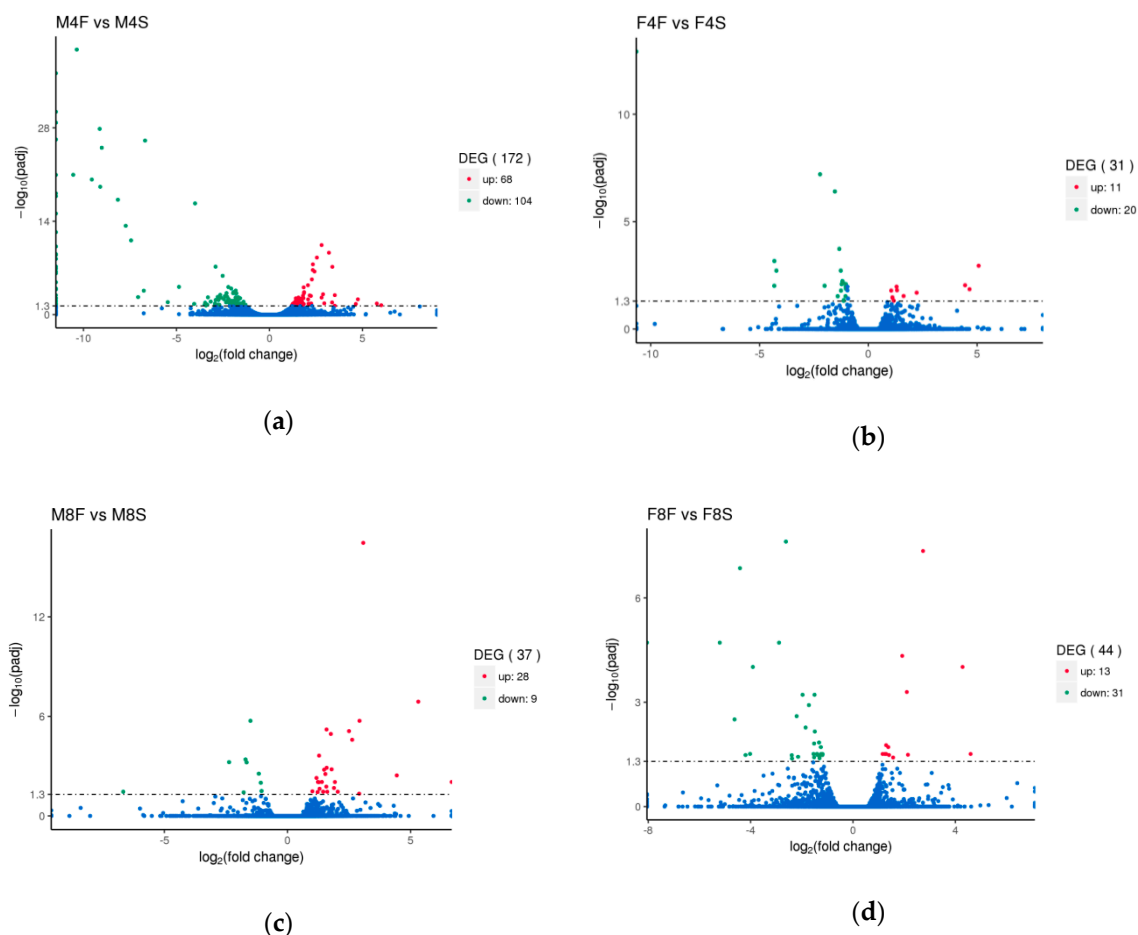 M4F vs M4S
DEG ( 172 )
up: 68
down: 104
28
14
1.3
0
−log10(padj)
-10
-5
0
5
log2(fold change)
(a)
F4F vs F4S
DEG ( 31 )
up: 11
down: 20
10
5
1.3
0
−log10(padj)
-10
-5
0
5
log2(fold change)
(b)
M8F vs M8S
DEG ( 37 )
up: 28
down: 9
12
6
1.3
0
−log10(padj)
-5
0
5
log2(fold change)
(c)
F8F vs F8S
DEG ( 44 )
up: 13
down: 31
6
3
1.3
0
−log10(padj)
-8
-4
0
4
log2(fold change)
(d)